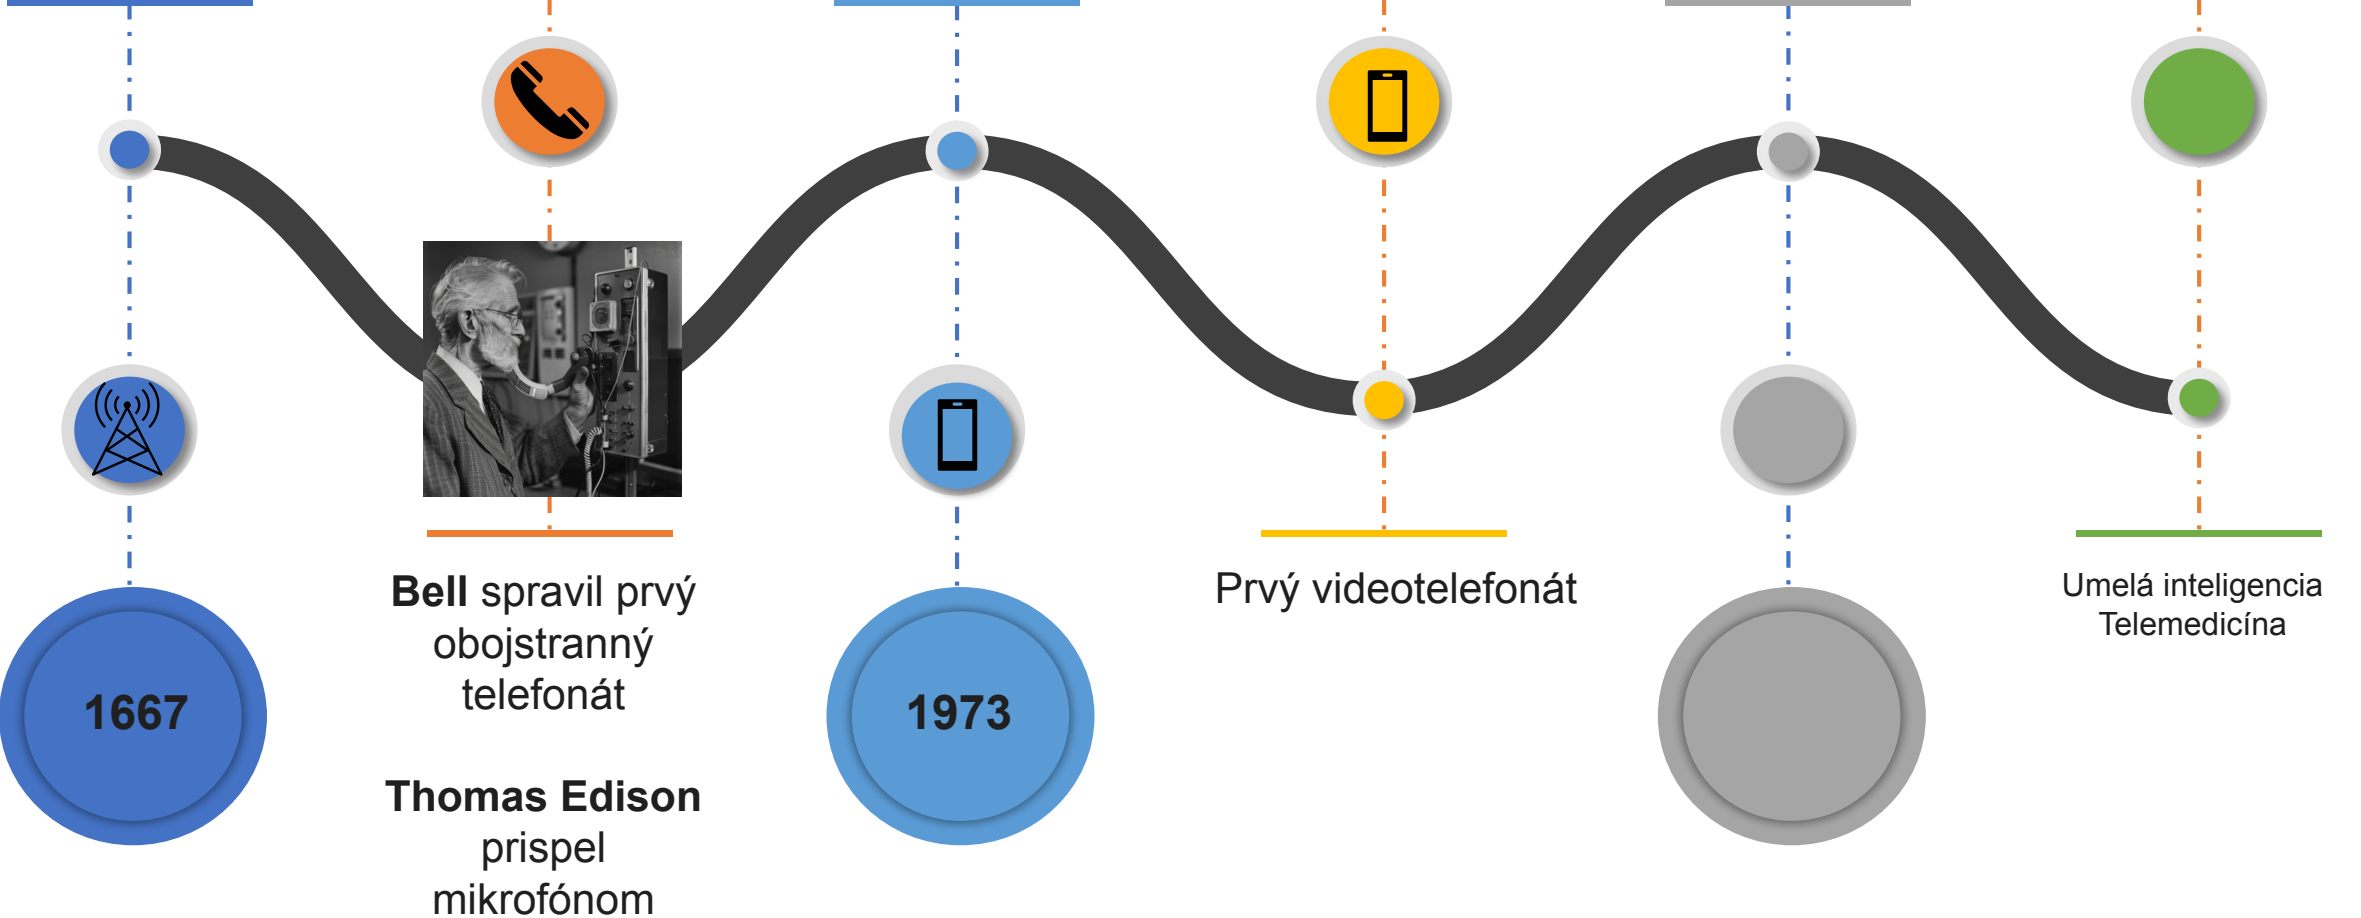 1667
Bell spravil prvý
obojstranný
telefonát
Thomas Edison
prispel
mikrofónom
1973
Prvý videotelefonát
Umelá inteligencia
Telemedicína